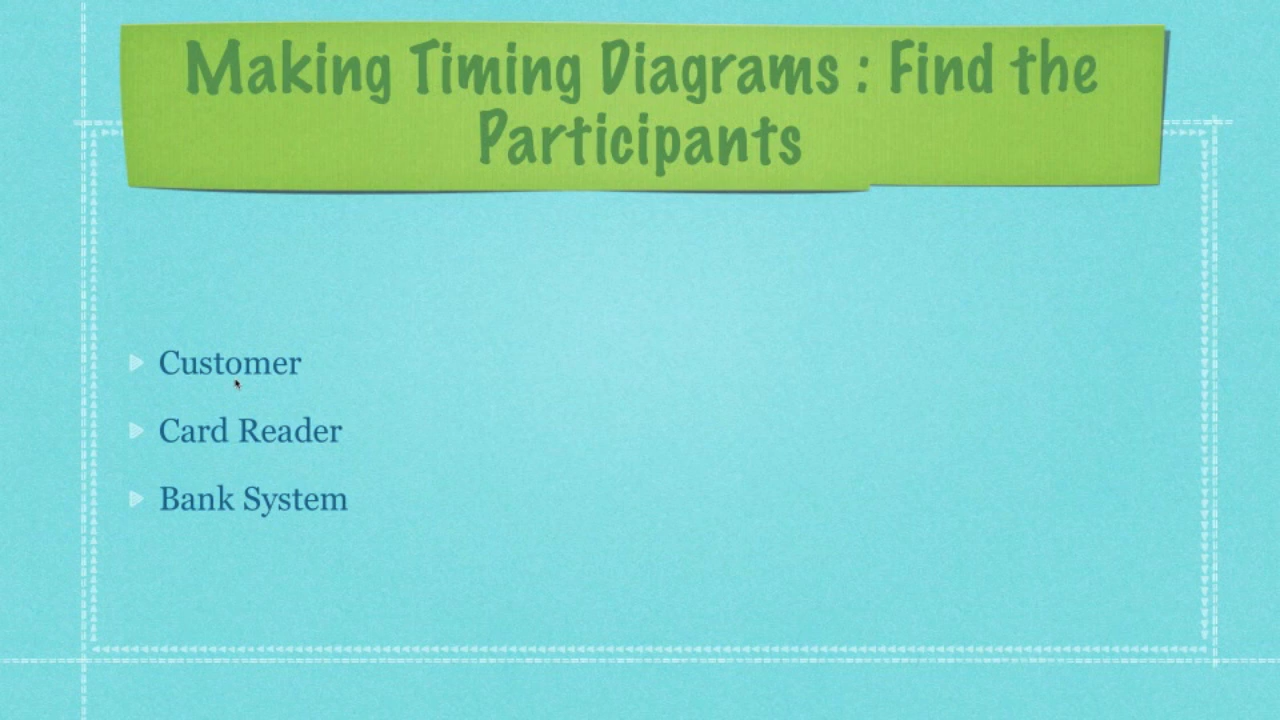 Making Timing Diagrams : Find the
Participants
Customer
Card Reader
Bank System